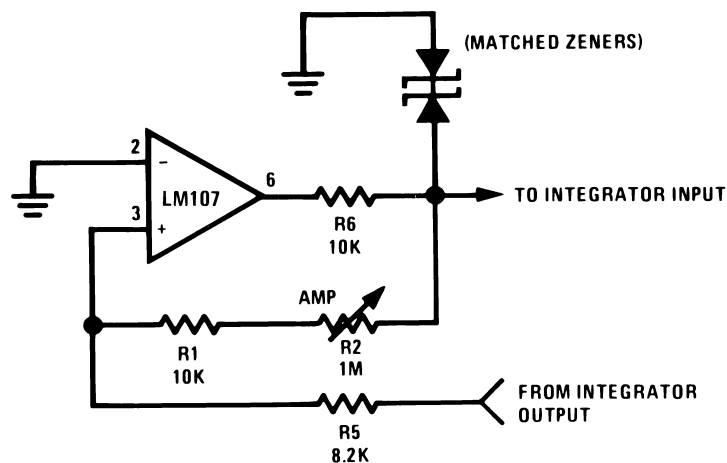 (MATCHED ZENERS)
2
−
LM107
6
3
+
R6
10K
TO INTEGRATOR INPUT
AMP
R1
10K
R2
1M
FROM INTEGRATOR
OUTPUT
R5
8.2K